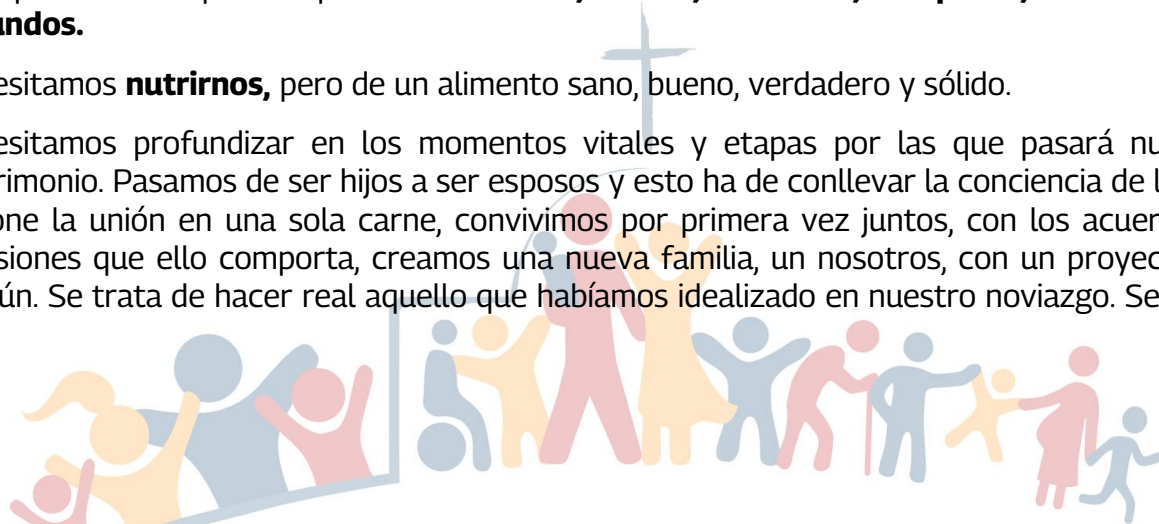 undos.
esitamos nutrirnos, pero de un alimento sano, bueno, verdadero y sólido.
esitamos profundizar en los momentos vitales y etapas por las que pasará nu
rimonio. Pasamos de ser hijos a ser esposos y esto ha de conllevar la conciencia de l
one la unión en una sola carne, convivimos por primera vez juntos, con los acuer
siones que ello comporta, creamos una nueva familia, un nosotros, con un proyec
ún. Se trata de hacer real aquello que habíamos idealizado en nuestro noviazgo. Se